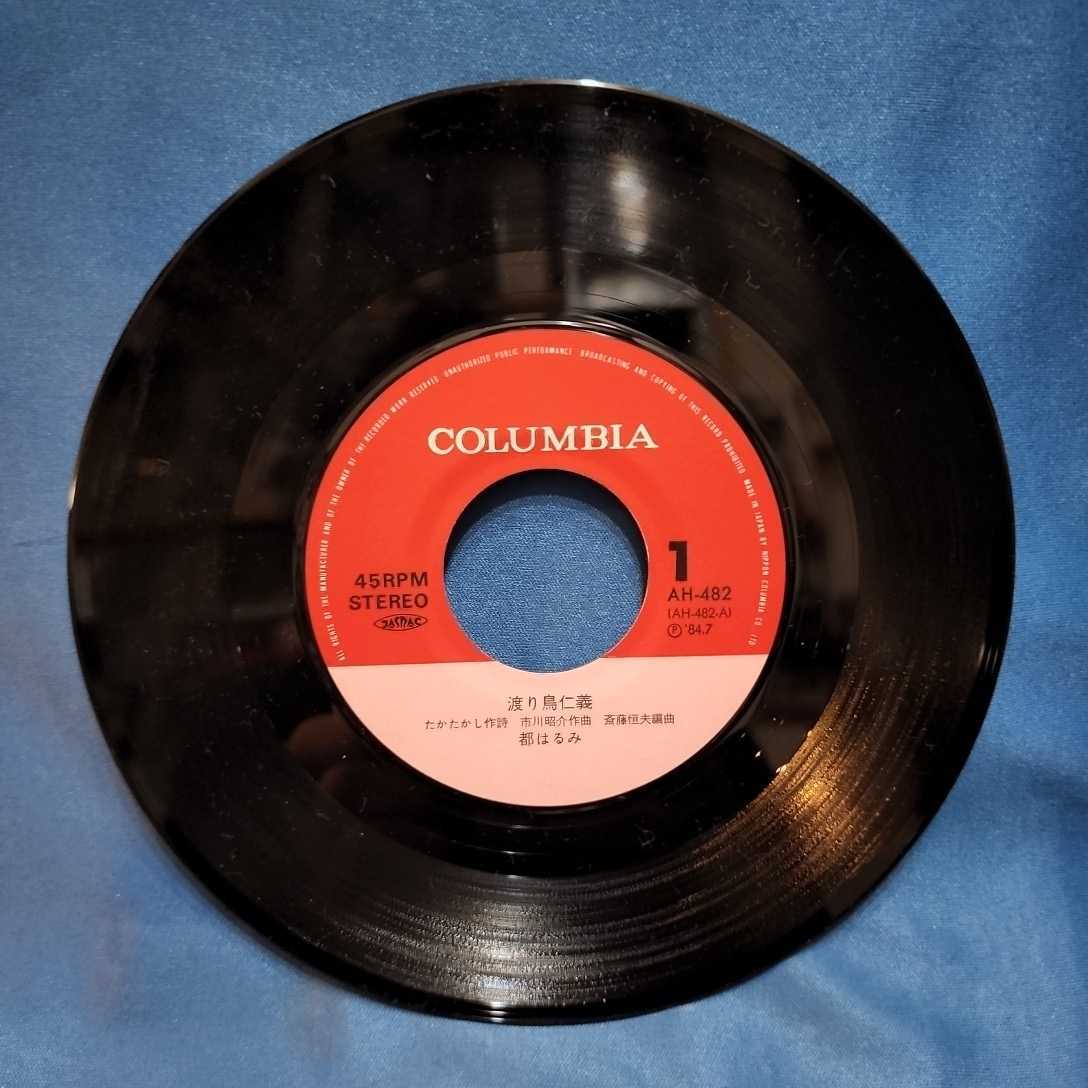 ALL RIGHTS OF THE MANUFACTURER AND OF THE OWNER OF THE RECORDED WORK RESERVED UNAUTHORIZED PUBLIC PERFORMANCE BROADCASTING AND COPYING OF THIS RECORD PROHIBITED MADE IN JAPAN BY NIPPON COLUMBIA CO. LTD
COLUMBIA
45RPM
STEREO
JASRAC
1
AH-482
(AH-482-A)
Ⓟ '84.7
渡り鳥仁義
たかたかし作詩 市川昭介作曲 斎藤恒夫編曲
都はるみ